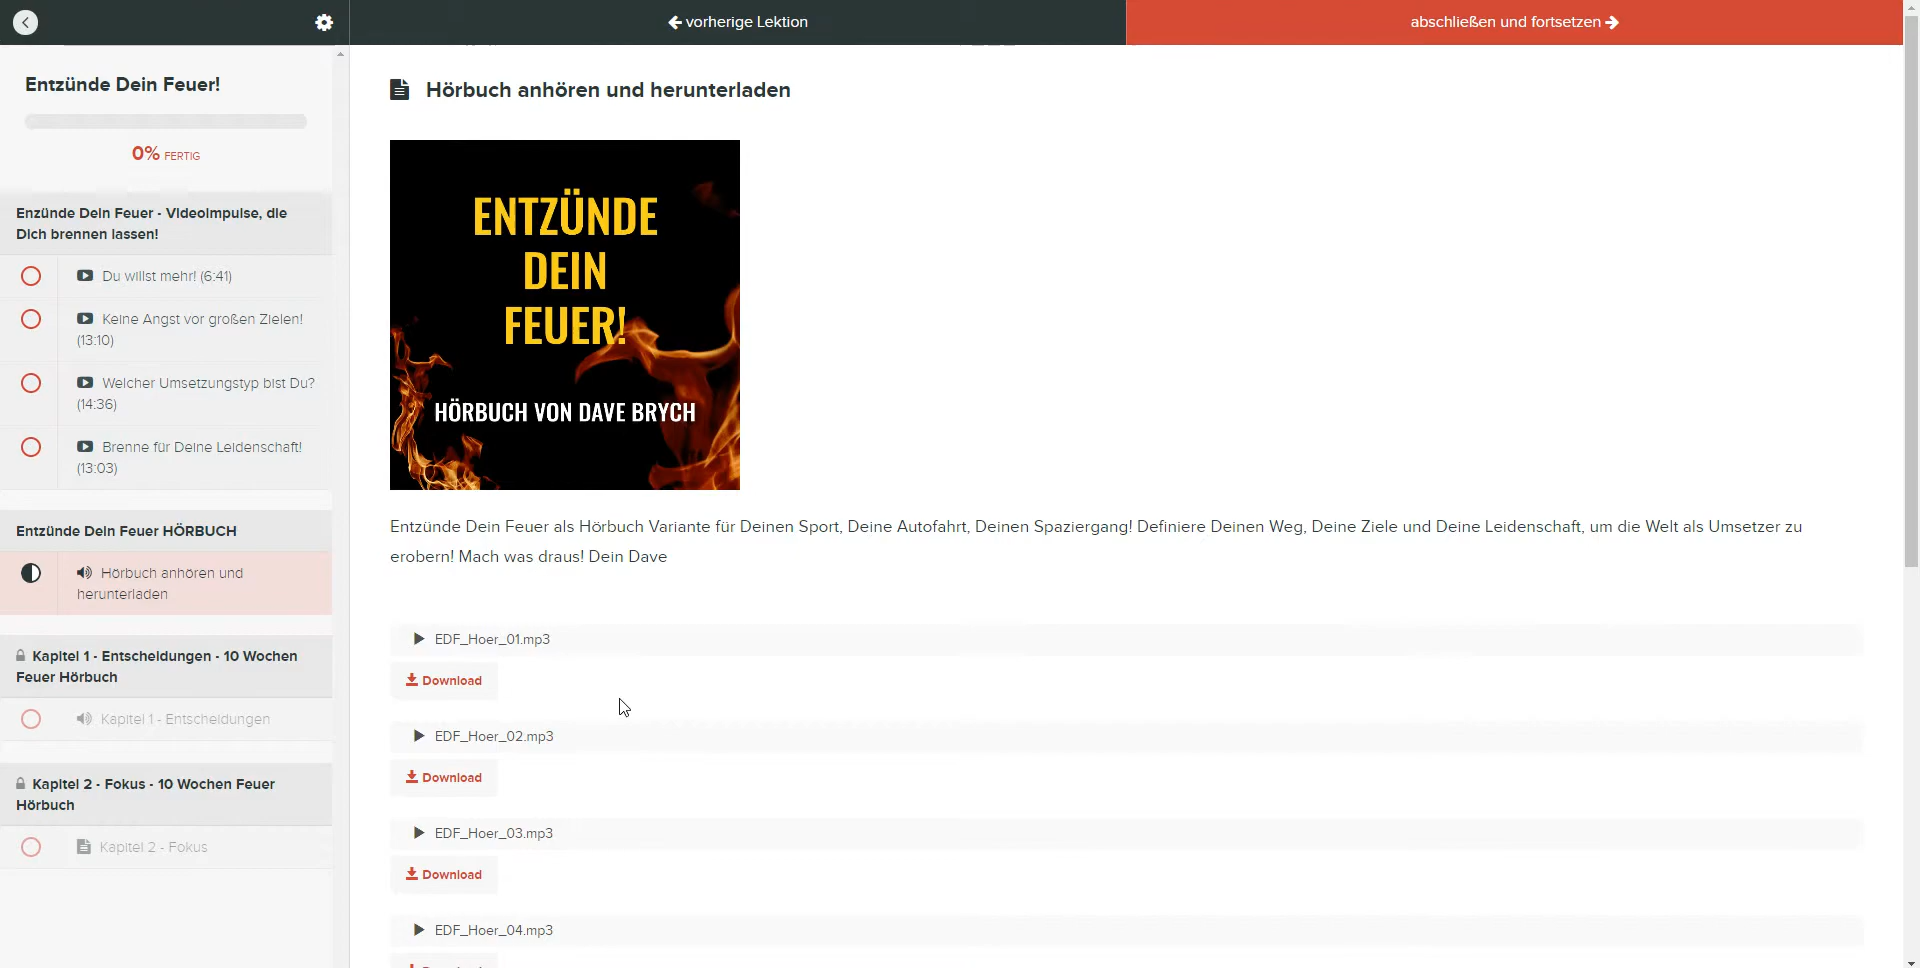 vorherige Lektion
abschließen und fortsetzen
Entzünde Dein Feuer!
0% FERTIG
Enzünde Dein Feuer - Videoimpulse, die
Dich brennen lassen!
Du willst mehr! (6:41)
Keine Angst vor großen Zielen!
(13:10)
Welcher Umsetzungstyp bist Du?
(14:36)
Brenne für Deine Leidenschaft!
(13:03)
Entzünde Dein Feuer HÖRBUCH
Hörbuch anhören und
herunterladen
Kapitel 1 - Entscheidungen - 10 Wochen
Feuer Hörbuch
Kapitel 1 - Entscheidungen
Kapitel 2 - Fokus - 10 Wochen Feuer
Hörbuch
Kapitel 2 - Fokus
Hörbuch anhören und herunterladen
ENTZÜNDE
DEIN
FEUER!
HÖRBUCH VON DAVE BRYCH
Entzünde Dein Feuer als Hörbuch Variante für Deinen Sport, Deine Autofahrt, Deinen Spaziergang! Definiere Deinen Weg, Deine Ziele und Deine Leidenschaft, um die Welt als Umsetzer zu
erobern! Mach was draus! Dein Dave
EDF_Hoer_01.mp3
Download
EDF_Hoer_02.mp3
Download
EDF_Hoer_03.mp3
Download
EDF_Hoer_04.mp3